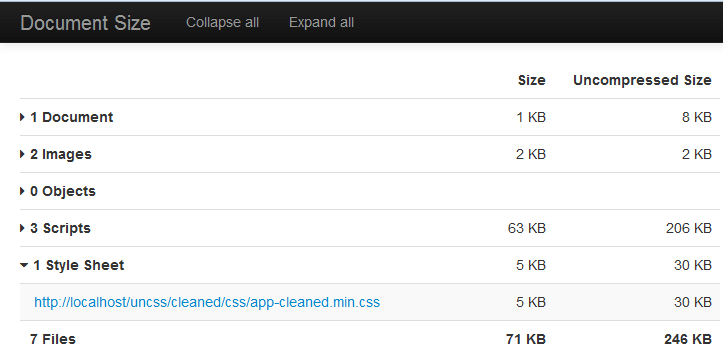 Document Size Collapse all Expand all
Size Uncompressed Size
1 Document 1 KB 8 KB
2 Images 2 KB 2 KB
0 Objects
3 Scripts 63 KB 206 KB
1 Style Sheet 5 KB 30 KB
http://localhost/uncss/cleaned/css/app-cleaned.min.css 5 KB 30 KB
7 Files 71 KB 246 KB